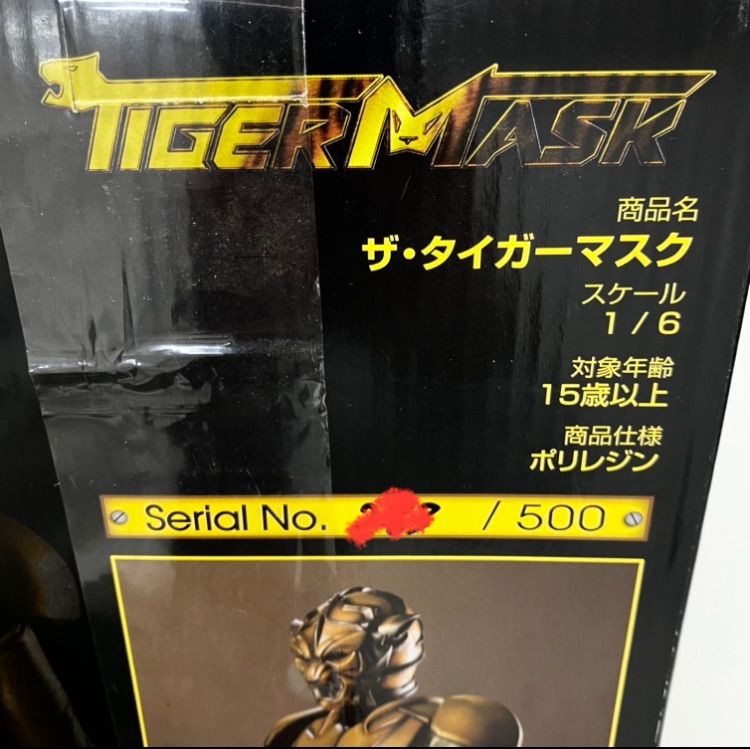 TIGER MASK
商品名
ザ・タイガーマスク
スケール
1/6
対象年齢
15歳以上
商品仕様
ポリレジン
Serial No. / 500